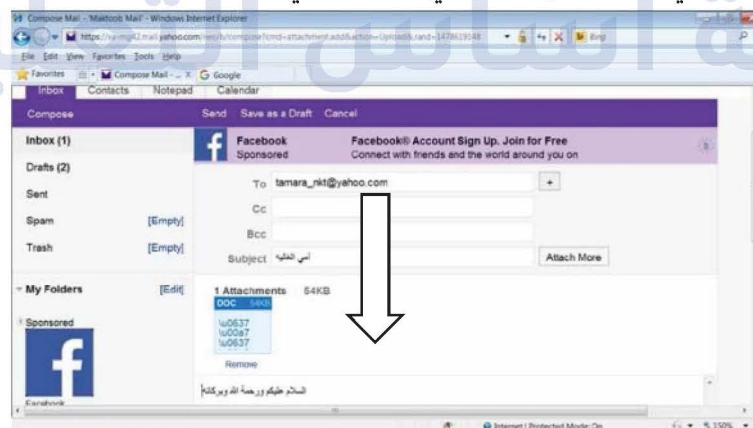 Compose Mail - 'Maktoob Mail' - Windows Internet Explorer
File Edit View Favorites Tools Help
Favorites Compose Mail - ... X Google
Inbox Contacts Notepad Calendar
Compose Send Save as a Draft Cancel
Inbox (1)
Facebook Facebook® Account Sign Up. Join for Free
Sponsored Connect with friends and the world around you on
Drafts (2)
To tamara_nkt@yahoo.com +
Sent
Cc
Spam [Empty]
Bcc
Trash [Empty]
Subject أمي الغاليه Attach More
My Folders [Edit]
1 Attachments 54KB
DOC 54KB
Sponsored
\u0637
\u00a7
\u0637
Remove
السلام عليكم ورحمة الله وبركاته
Facebook
Internet | Protected Mode: On 150%